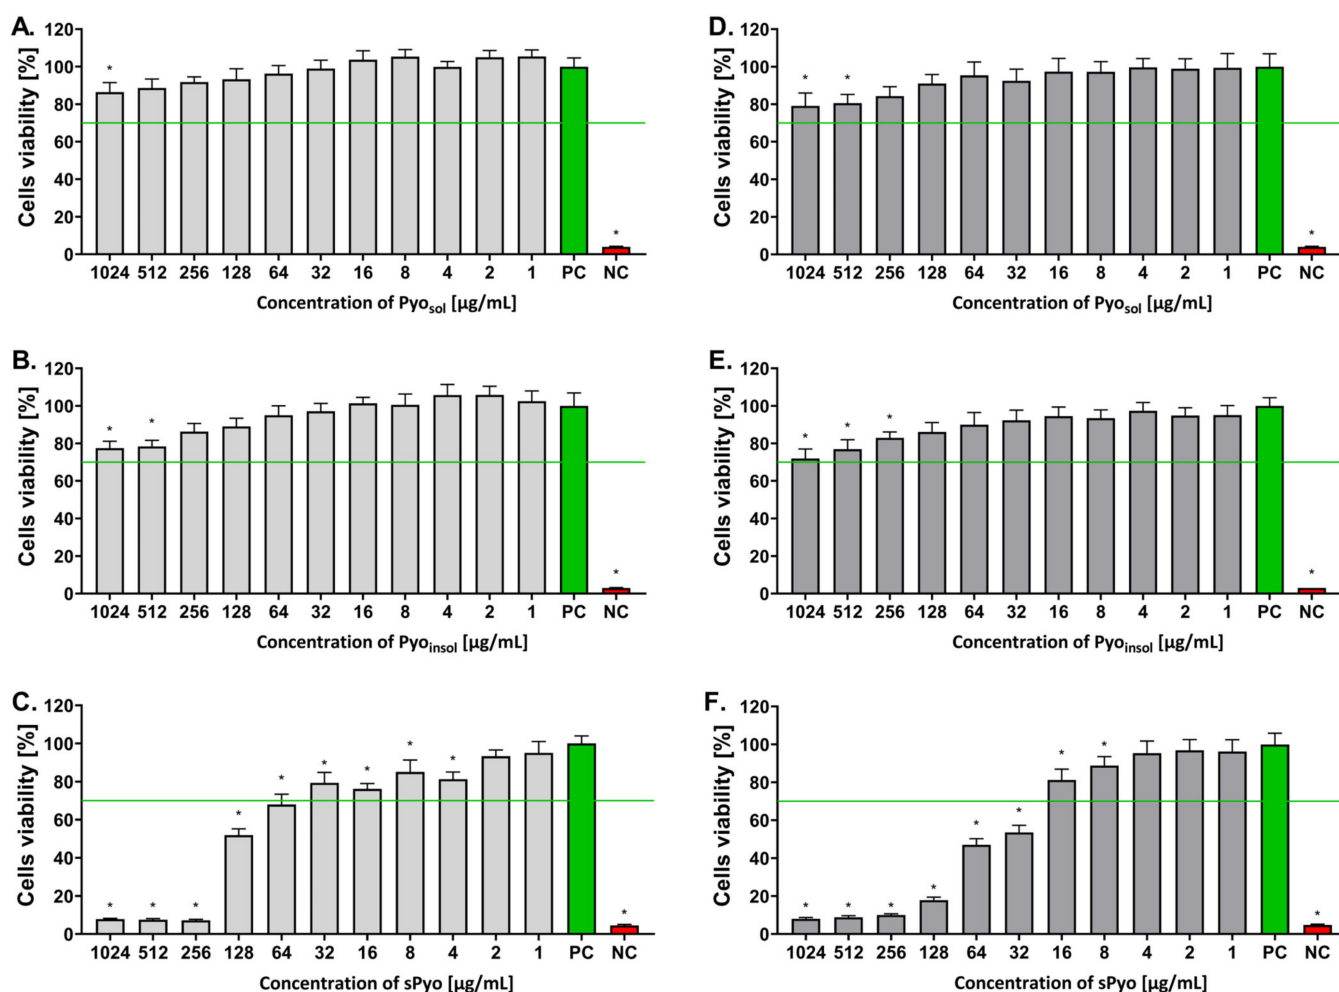 A.
Cells viability [%]
120
100
80
60
40
20
0
* *
1024 512 256 128 64 32 16 8 4 2 1 PC NC
Concentration of Pyosol [µg/mL]
D.
Cells viability [%]
120
100
80
60
40
20
0
* * *
1024 512 256 128 64 32 16 8 4 2 1 PC NC
Concentration of Pyosol [µg/mL]
B.
Cells viability [%]
120
100
80
60
40
20
0
* * *
1024 512 256 128 64 32 16 8 4 2 1 PC NC
Concentration of Pyoinsol [µg/mL]
E.
Cells viability [%]
120
100
80
60
40
20
0
* * * *
1024 512 256 128 64 32 16 8 4 2 1 PC NC
Concentration of Pyoinsol [µg/mL]
C.
Cells viability [%]
120
100
80
60
40
20
0
* * * * * * * * * *
1024 512 256 128 64 32 16 8 4 2 1 PC NC
Concentration of sPyo [µg/mL]
F.
Cells viability [%]
120
100
80
60
40
20
0
* * * * * * * * *
1024 512 256 128 64 32 16 8 4 2 1 PC NC
Concentration of sPyo [µg/mL]